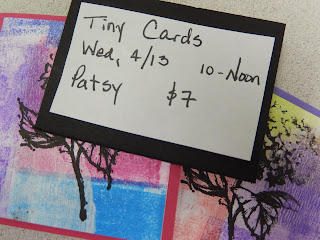 Tiny Cards
Wed, 4/13 10-Noon
Patsy $7